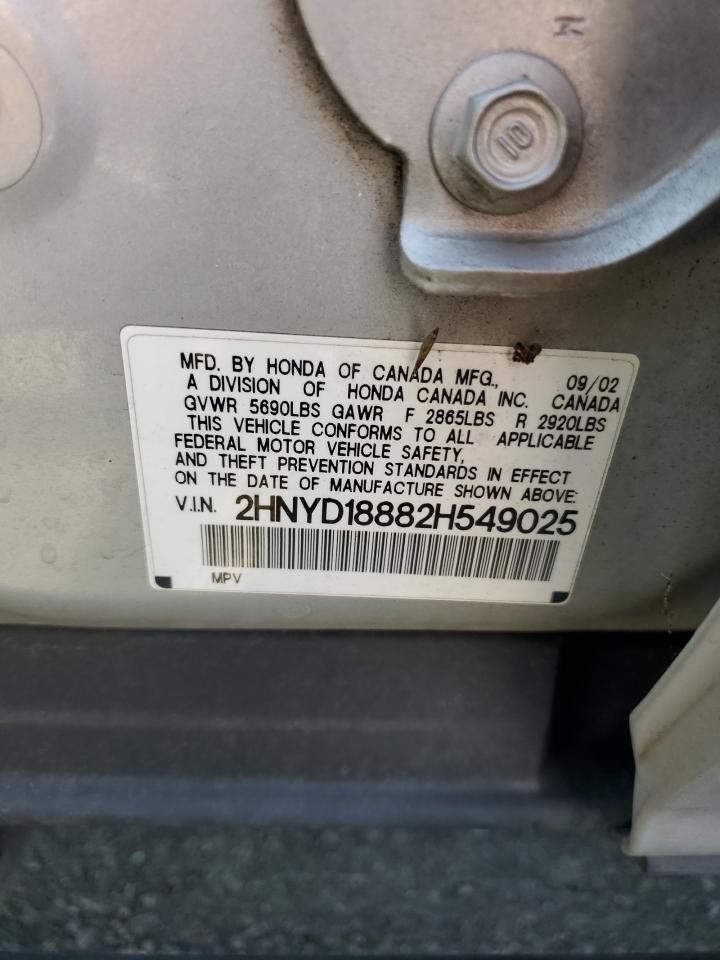 10
MFD. BY HONDA OF CANADA MFG., 09/02
A DIVISION OF HONDA CANADA INC. CANADA
GVWR 5690LBS GAWR F 2865LBS R 2920LBS
THIS VEHICLE CONFORMS TO ALL APPLICABLE
FEDERAL MOTOR VEHICLE SAFETY,
AND THEFT PREVENTION STANDARDS IN EFFECT
ON THE DATE OF MANUFACTURE SHOWN ABOVE:
V.I.N. 2HNYD18882H549025
MPV